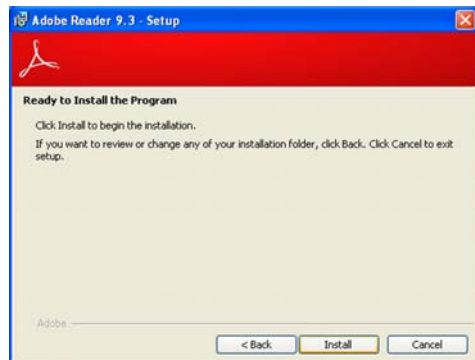 Adobe Reader 9.3 - Setup
Ready to Install the Program
Click Install to begin the installation.
If you want to review or change any of your installation folder, click Back. Click Cancel to exit
setup.
Adobe
< Back Install Cancel